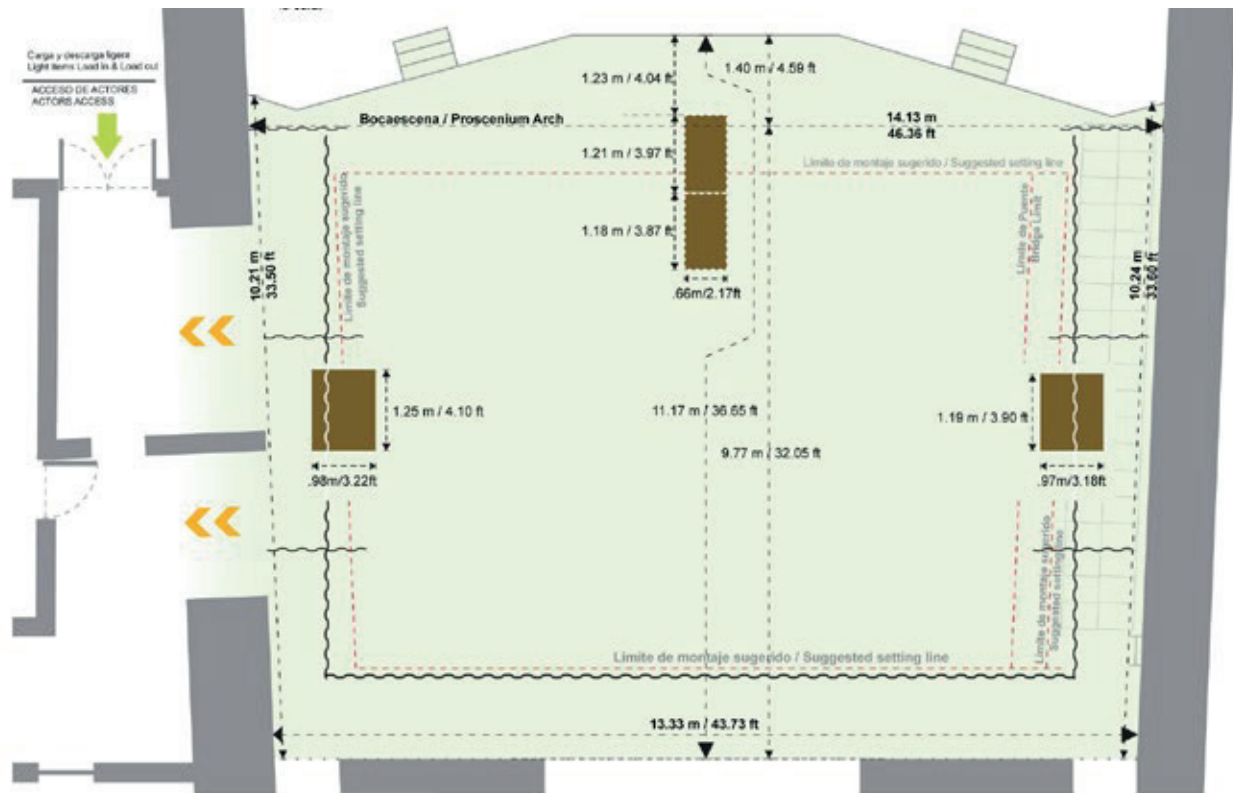 Carga y descarga ligera
Light Items Load in & Load out
ACCESO DE ACTORES
ACTORS ACCESS
1.23 m / 4.04 ft
1.40 m / 4.59 ft
Bocaescena / Proscenium Arch
14.13 m
46.36 ft
1.21 m / 3.97 ft
Límite de montaje sugerido / Suggested setting line
Límite de montaje sugerido
Suggested setting line
Límite de Puente
Bridge Limit
1.18 m / 3.87 ft
10.21 m
33.50 ft
10.24 m
33.60 ft
.66m/2.17ft
1.25 m / 4.10 ft
11.17 m / 36.65 ft
1.19 m / 3.90 ft
9.77 m / 32.05 ft
.98m/3.22ft
.97m/3.18ft
Límite de montaje sugerido
Suggested setting line
Límite de montaje sugerido / Suggested setting line
13.33 m / 43.73 ft